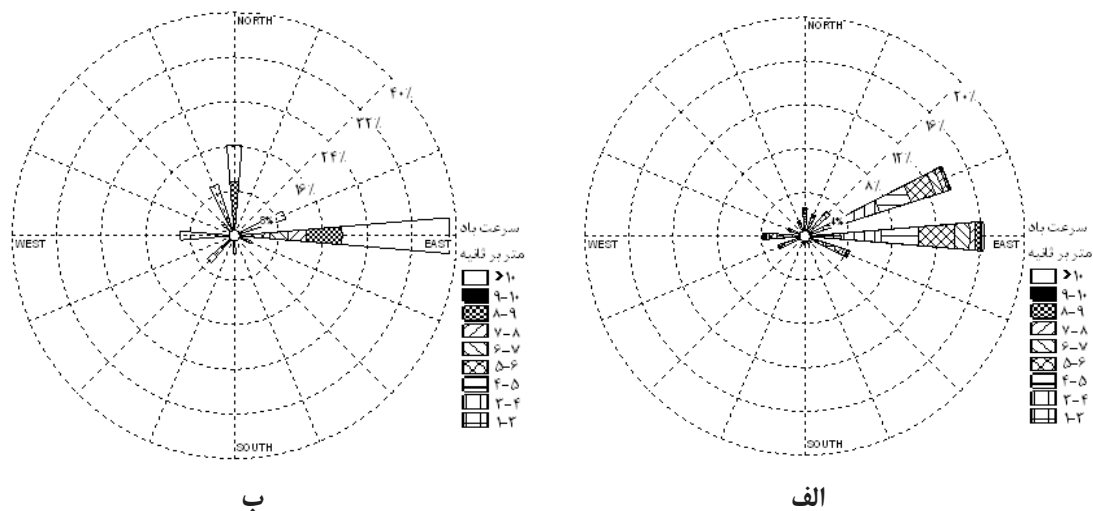 NORTH
۴۰٪
۳۲٪
۲۴٪
۱۶٪
۸٪
WEST
EAST
SOUTH
سرعت باد
متر بر ثانیه
>۱۰
۹-۱۰
۸-۹
۷-۸
۶-۷
۵-۶
۴-۵
۳-۴
۱-۳
ب
NORTH
۲۰٪
۱۶٪
۱۲٪
۸٪
۴٪
WEST
EAST
SOUTH
سرعت باد
متر بر ثانیه
>۱۰
۹-۱۰
۸-۹
۷-۸
۶-۷
۵-۶
۴-۵
۳-۴
۱-۳
الف